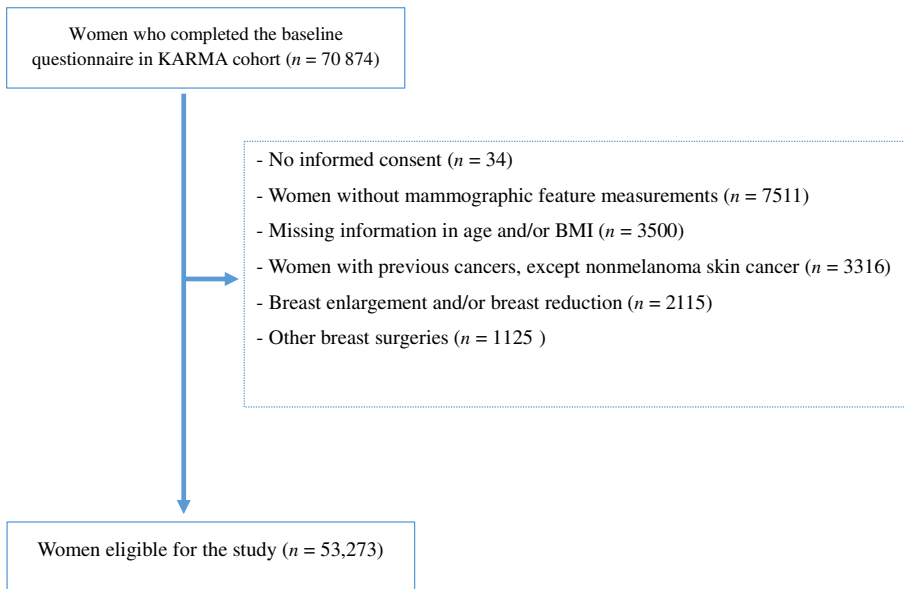 Women who completed the baseline
questionnaire in KARMA cohort (n = 70 874)
- No informed consent (n = 34)
- Women without mammographic feature measurements (n = 7511)
- Missing information in age and/or BMI (n = 3500)
- Women with previous cancers, except nonmelanoma skin cancer (n = 3316)
- Breast enlargement and/or breast reduction (n = 2115)
- Other breast surgeries (n = 1125 )
Women eligible for the study (n = 53,273)